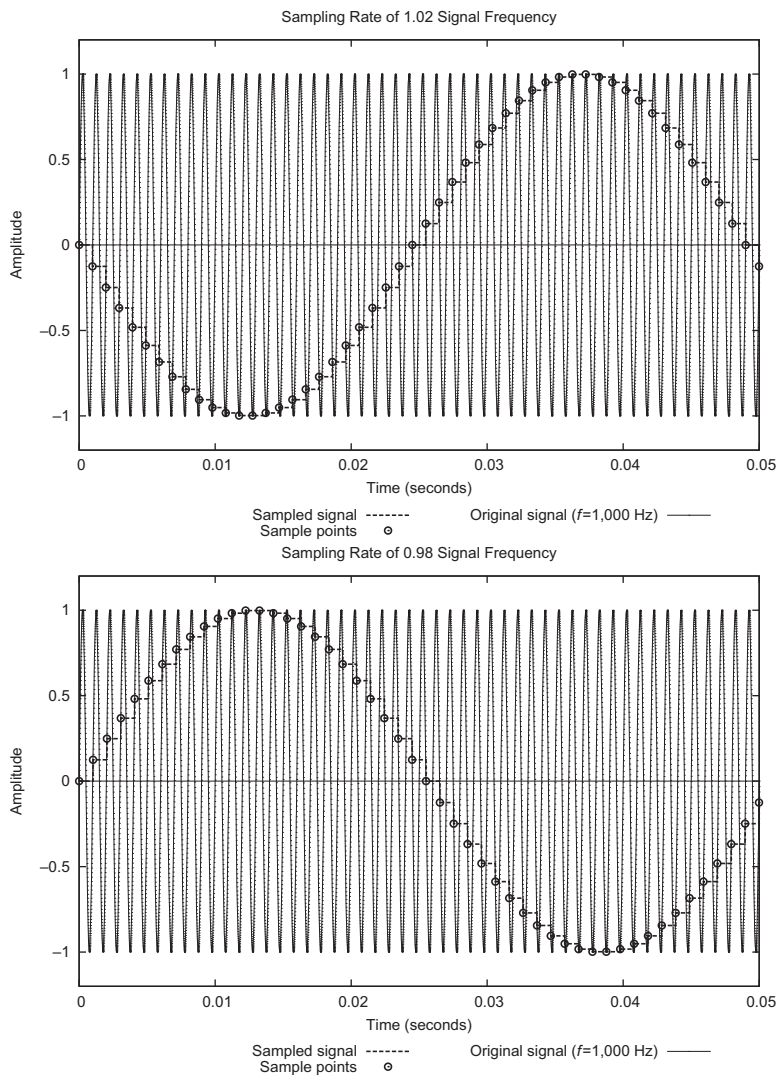 Sampling Rate of 1.02 Signal Frequency
1
0.5
0
–0.5
–1
Amplitude
0 0.01 0.02 0.03 0.04 0.05
Time (seconds)
Sampled signal Original signal (f=1,000 Hz)
Sample points
Sampling Rate of 0.98 Signal Frequency
1
0.5
0
–0.5
–1
Amplitude
0 0.01 0.02 0.03 0.04 0.05
Time (seconds)
Sampled signal Original signal (f=1,000 Hz)
Sample points